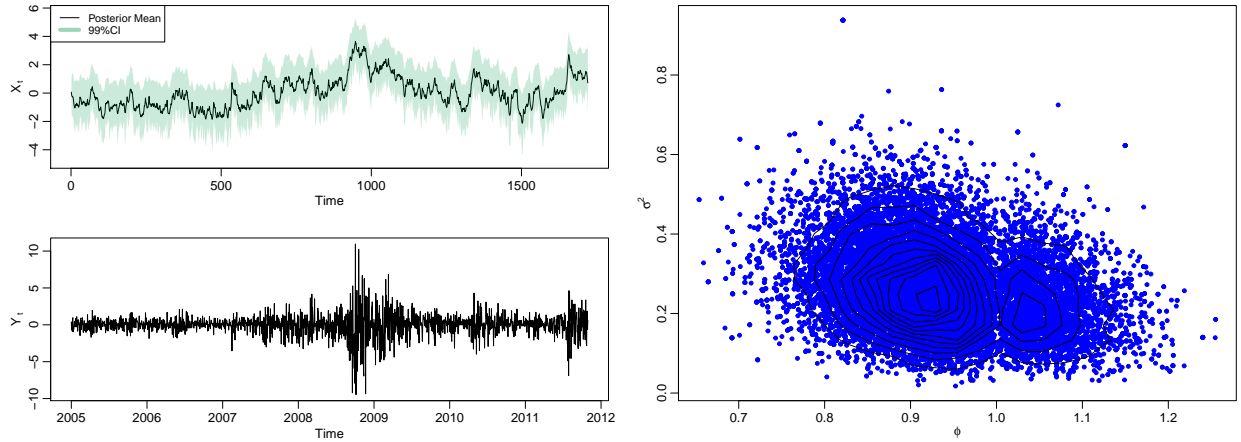 Posterior Mean
99%CI
X_t
6
4
2
0
−2
−4
0 500 1000 1500
Time
Y_t
10
5
0
−5
−10
2005 2006 2007 2008 2009 2010 2011 2012
Time
σ²
0.8
0.6
0.4
0.2
0.0
0.7 0.8 0.9 1.0 1.1 1.2
ϕ